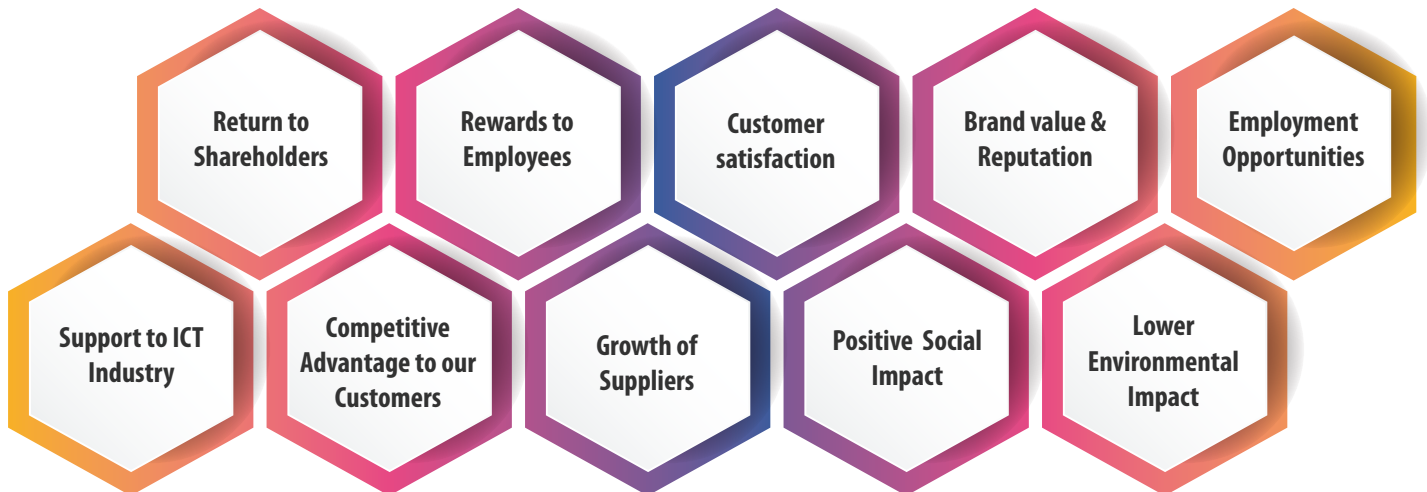 Return to
Shareholders
Rewards to
Employees
Customer
satisfaction
Brand value &
Reputation
Employment
Opportunities
Support to ICT
Industry
Competitive
Advantage to our
Customers
Growth of
Suppliers
Positive Social
Impact
Lower
Environmental
Impact